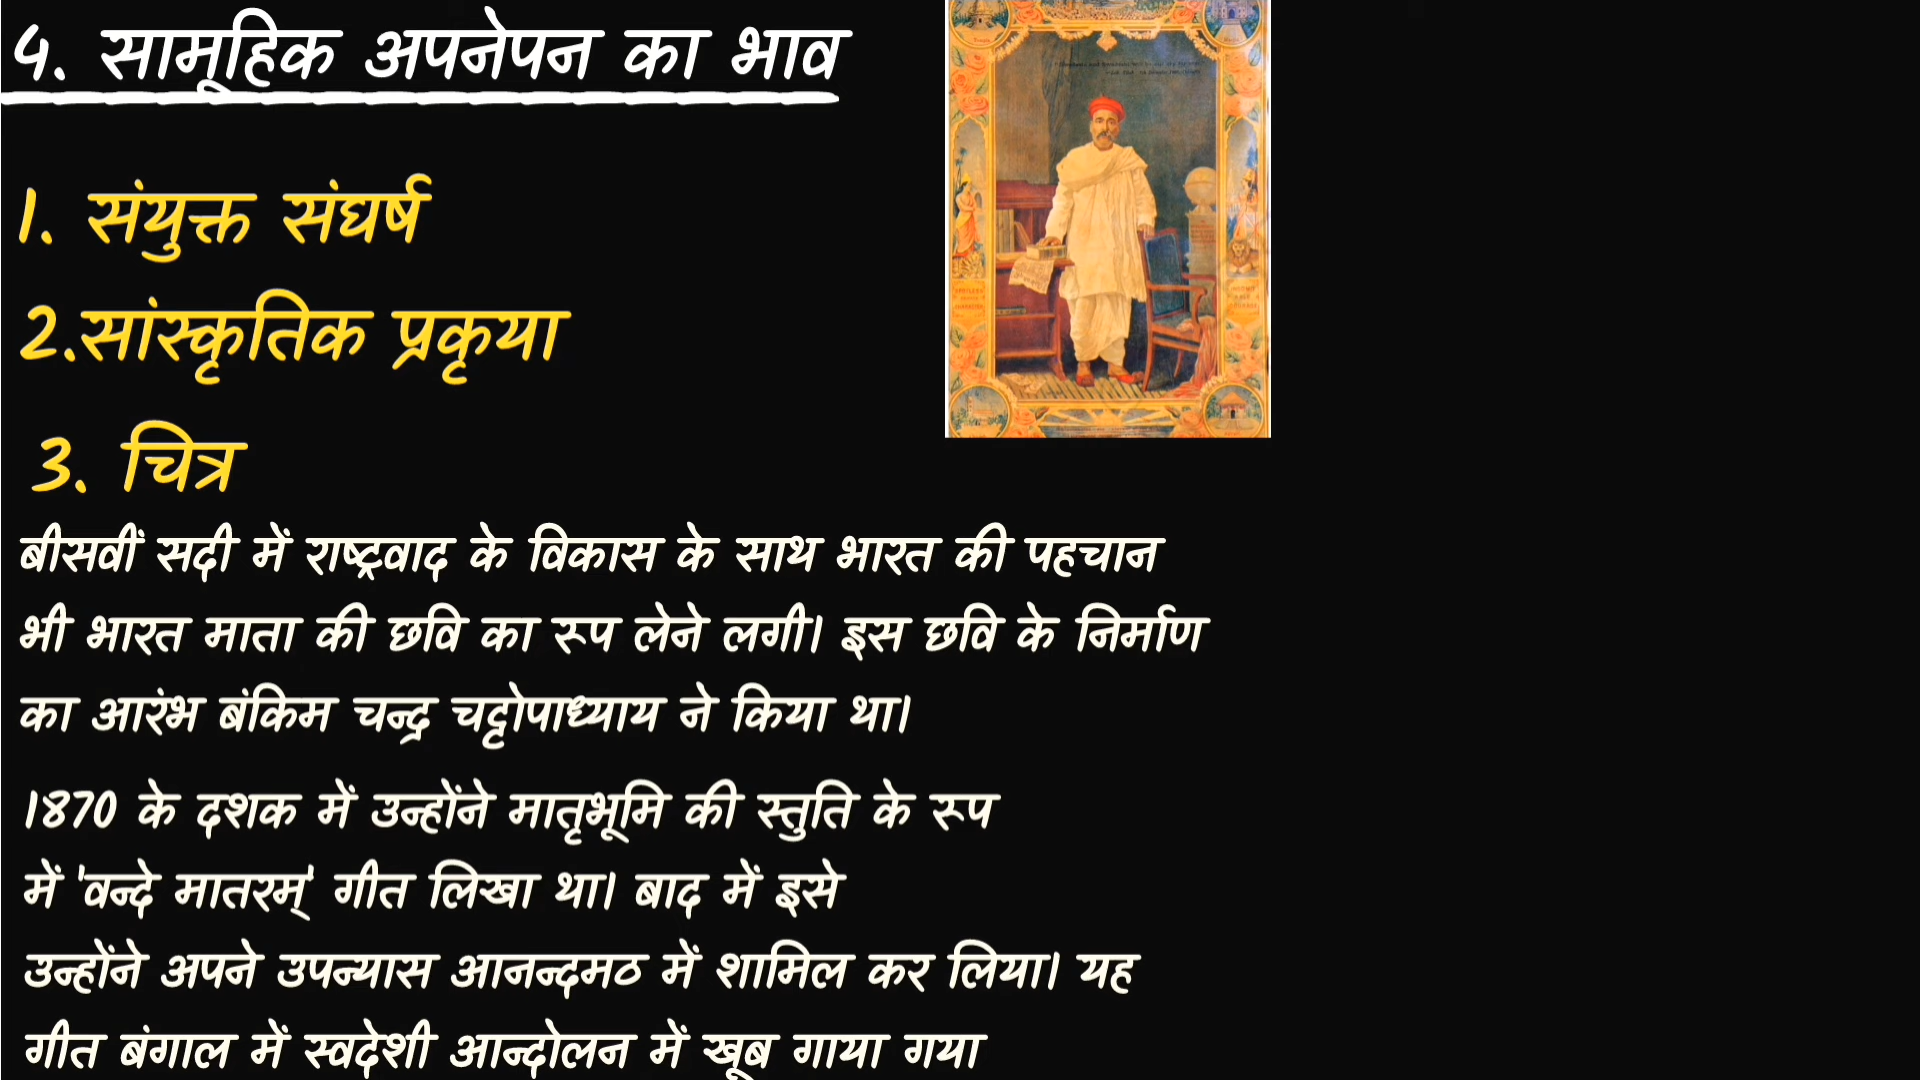 4. सामूहिक अपनेपन का भाव
1. संयुक्त संघर्ष
2.सांस्कृतिक प्रकृया
3. चित्र
बीसवीं सदी में राष्ट्रवाद के विकास के साथ भारत की पहचान
भी भारत माता की छवि का रूप लेने लगी। इस छवि के निर्माण
का आरंभ बंकिम चन्द्र चट्टोपाध्याय ने किया था।
1870 के दशक में उन्होंने मातृभूमि की स्तुति के रूप
में 'वन्दे मातरम्' गीत लिखा था। बाद में इसे
उन्होंने अपने उपन्यास आनन्दमठ में शामिल कर लिया। यह
गीत बंगाल में स्वदेशी आन्दोलन में खूब गाया गया